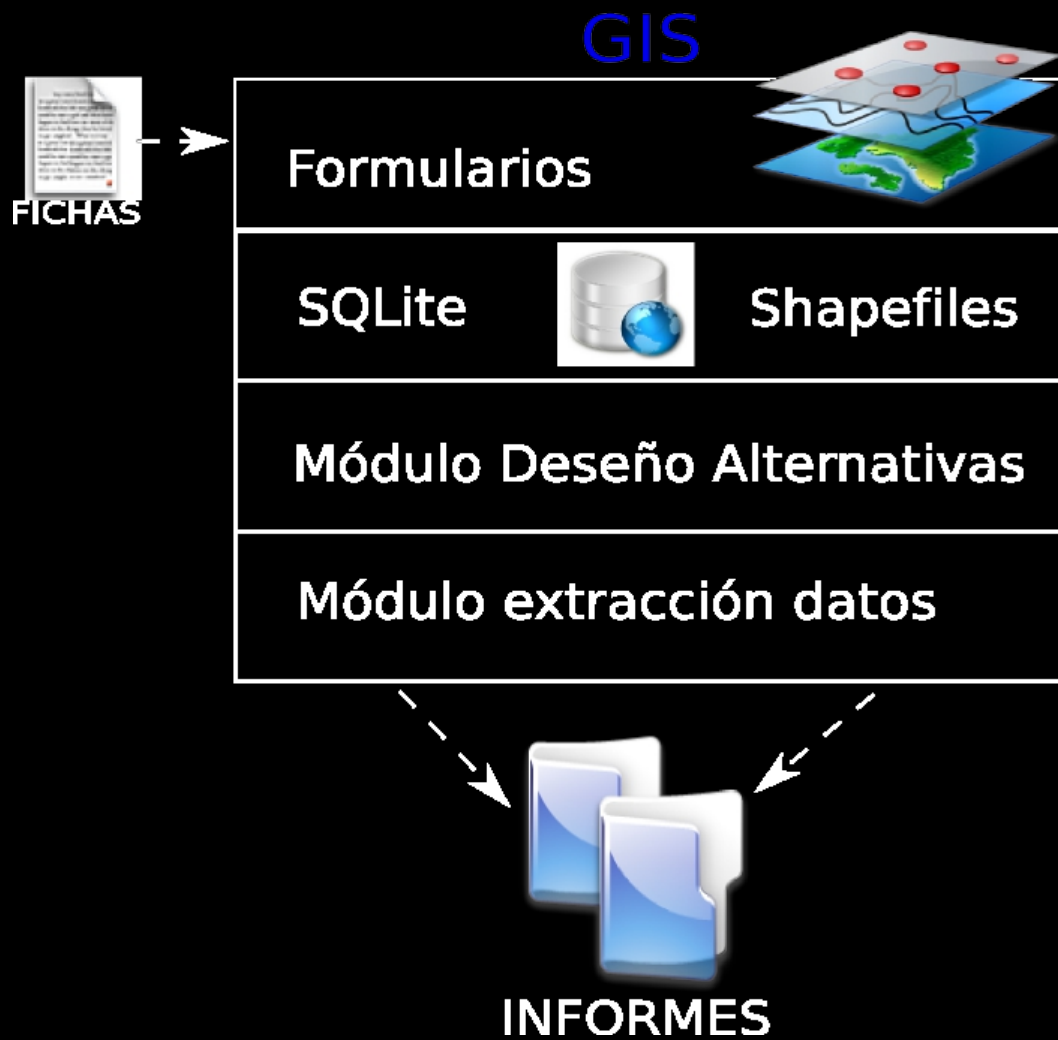 GIS
FICHAS
Formularios
SQLite
Shapefiles
Módulo Deseño Alternativas
Módulo extracción datos
INFORMES